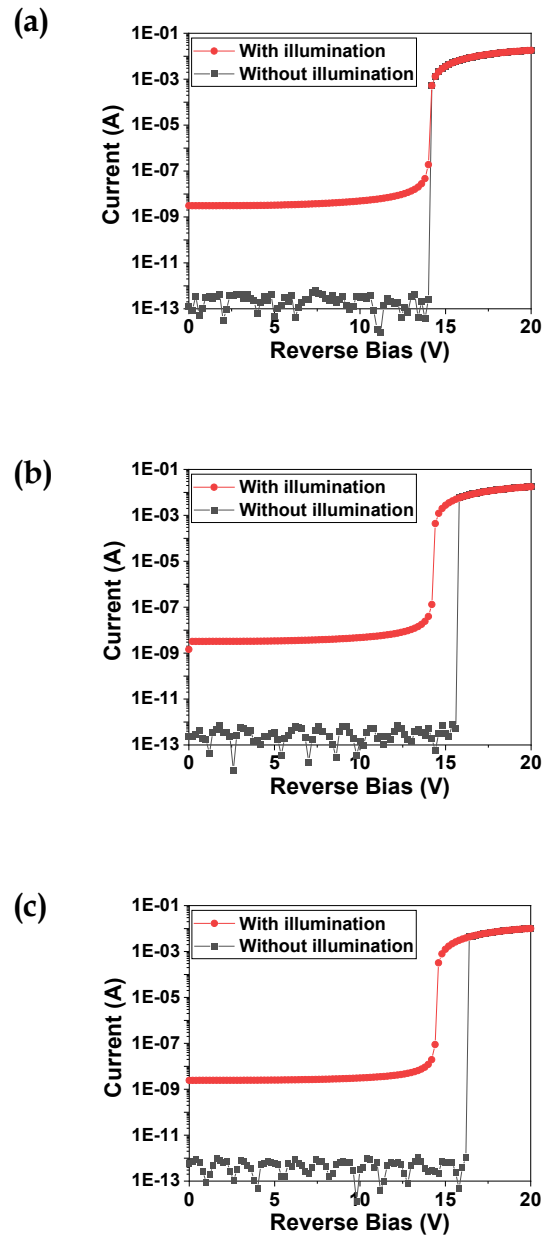 (a)
1E-01
1E-03
1E-05
1E-07
1E-09
1E-11
1E-13
Current (A)
With illumination
Without illumination
0 5 10 15 20
Reverse Bias (V)
(b)
1E-01
1E-03
1E-05
1E-07
1E-09
1E-11
1E-13
Current (A)
With illumination
Without illumination
0 5 10 15 20
Reverse Bias (V)
(c)
1E-01
1E-03
1E-05
1E-07
1E-09
1E-11
1E-13
Current (A)
With illumination
Without illumination
0 5 10 15 20
Reverse Bias (V)